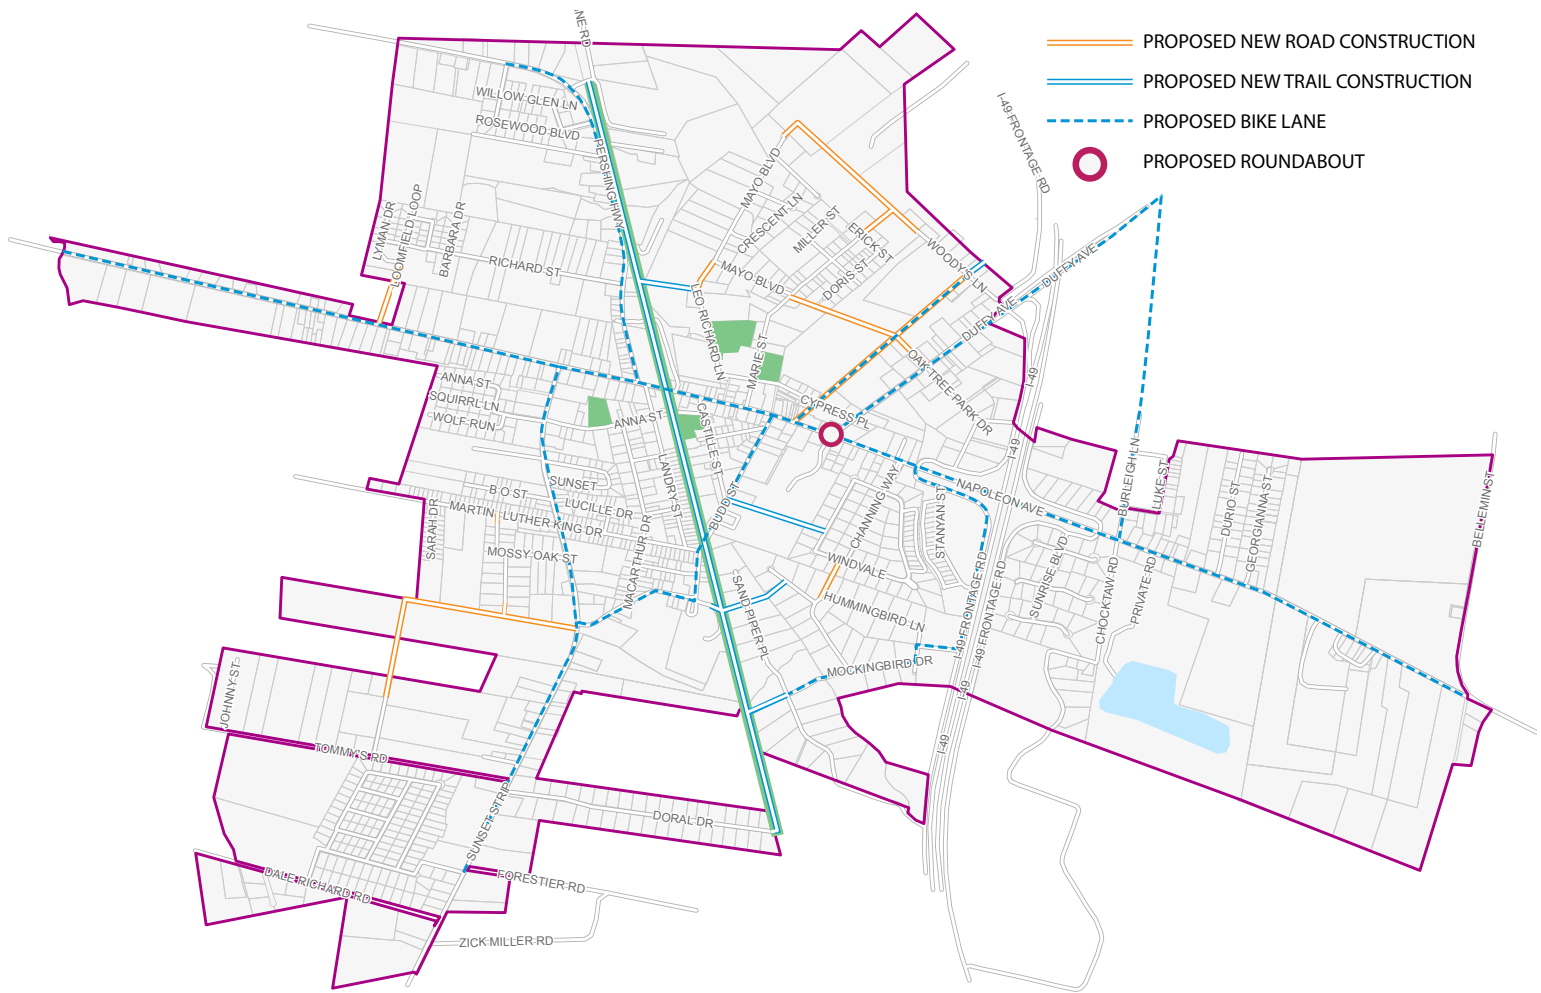 NE RD
PROPOSED NEW ROAD CONSTRUCTION
PROPOSED NEW TRAIL CONSTRUCTION
PROPOSED BIKE LANE
PROPOSED ROUNDABOUT
I-49 FRONTAGE RD
WILLOW GLEN LN
ROSEWOOD BLVD
PERSHING HWY
MAYO BLVD
CRESCENT LN
MILLER ST
ERICK ST
DORIS ST
WOODY'S LN
DUFFY AVE
DUFFY AVE
LYMAN DR
LOOMFIELD LOOP
BARBARA DR
RICHARD ST
MAYO BLVD
LEO RICHARD LN
MARIE ST
OAK TREE PARK DR
I-49
ANNA ST
SQUIRRL LN
WOLF RUN
ANNA ST
CASTILLE ST
CYPRESS PL
I-49
LANDRY ST
BUDD ST
SUNSET
B O ST
LUCILLE DR
MARTIN LUTHER KING DR
SARAH DR
MOSSY OAK ST
MACARTHUR DR
CHANNING WAY
STANYAN ST
NAPOLEON AVE
BURLEIGH LN
LUKE ST
DURIO ST
GEORGIANNA ST
BELLEMIN ST
WINDVALE
HUMMINGBIRD LN
SAND PIPER PL
MOCKINGBIRD DR
I-49 FRONTAGE RD
I-49 FRONTAGE RD
SUNRISE BLVD
CHOCKTAW RD
PRIVATE RD
I-49
I-49
JOHNNY ST
TOMMY'S RD
SUNSET STRIP
DORAL DR
DALE RICHARD RD
FORESTIER RD
ZICK MILLER RD